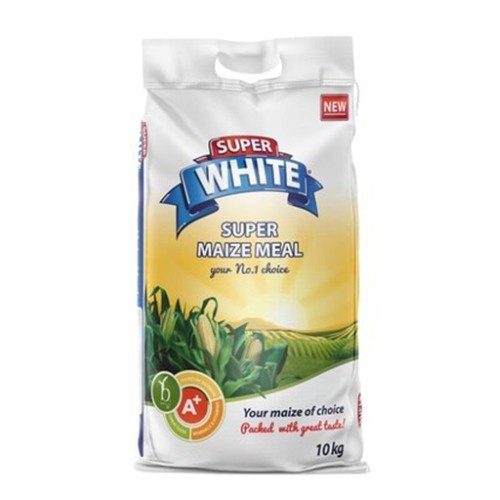 NEW
SUPER
WHITE
SUPER
MAIZE MEAL
your No.1 choice
A+
Your maize of choice
Packed with great taste!
10kg